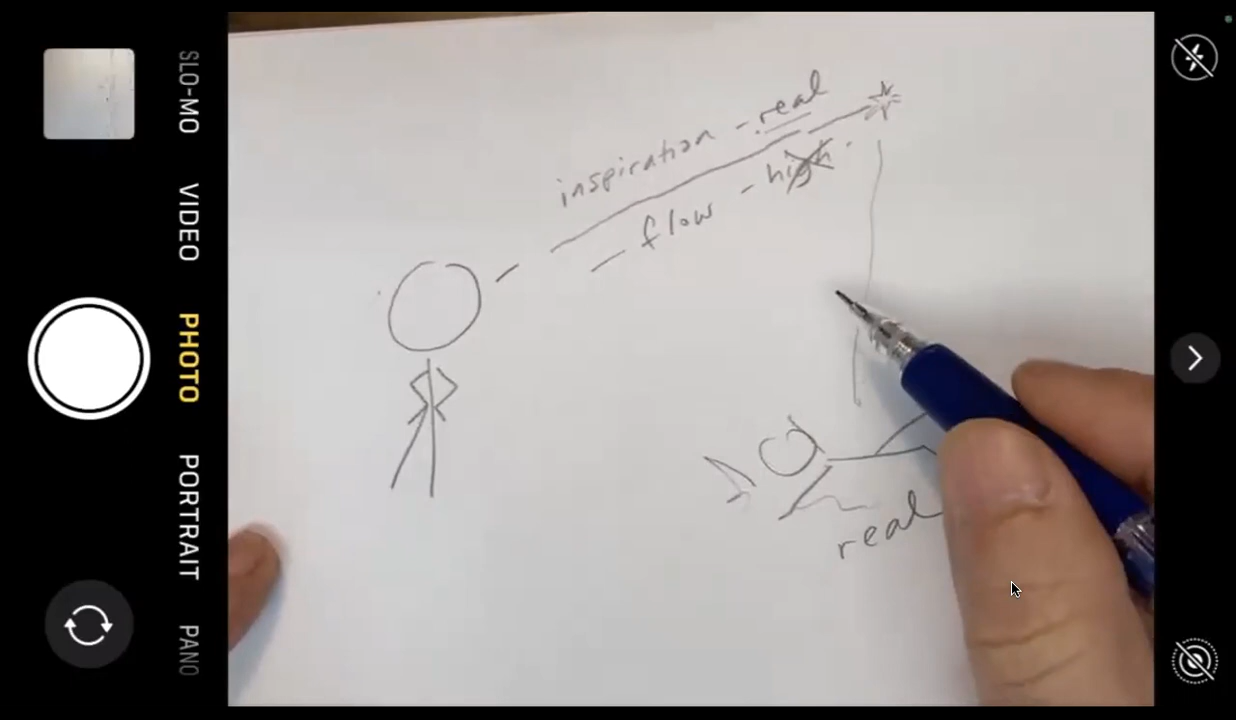 SLO-MO
VIDEO
PHOTO
PORTRAIT
PANO
inspiration - real
flow - high
real